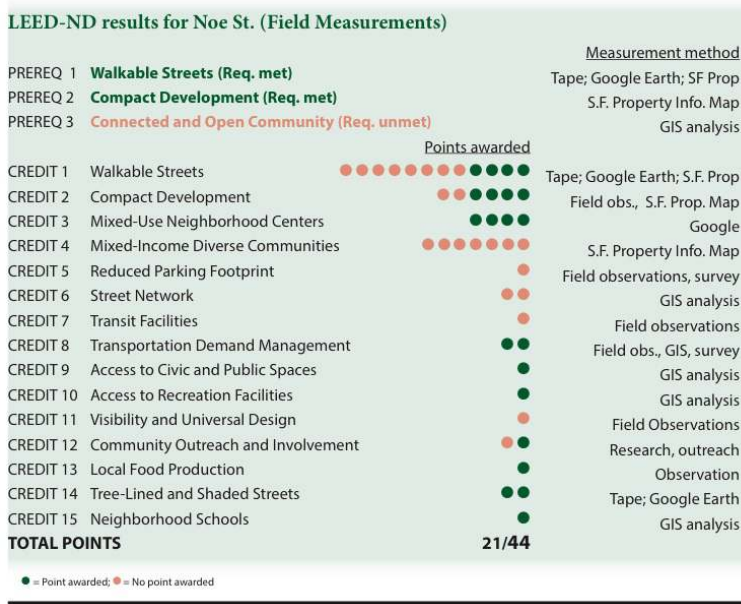 LEED-ND results for Noe St. (Field Measurements)
Measurement method
PREREQ 1 Walkable Streets (Req. met) Tape; Google Earth; SF Prop
PREREQ 2 Compact Development (Req. met) S.F. Property Info. Map
PREREQ 3 Connected and Open Community (Req. unmet) GIS analysis
Points awarded
CREDIT 1 Walkable Streets Tape; Google Earth; S.F. Prop
CREDIT 2 Compact Development Field obs., S.F. Prop. Map
CREDIT 3 Mixed-Use Neighborhood Centers Google
CREDIT 4 Mixed-Income Diverse Communities S.F. Property Info. Map
CREDIT 5 Reduced Parking Footprint Field observations, survey
CREDIT 6 Street Network GIS analysis
CREDIT 7 Transit Facilities Field observations
CREDIT 8 Transportation Demand Management Field obs., GIS, survey
CREDIT 9 Access to Civic and Public Spaces GIS analysis
CREDIT 10 Access to Recreation Facilities GIS analysis
CREDIT 11 Visibility and Universal Design Field Observations
CREDIT 12 Community Outreach and Involvement Research, outreach
CREDIT 13 Local Food Production Observation
CREDIT 14 Tree-Lined and Shaded Streets Tape; Google Earth
CREDIT 15 Neighborhood Schools GIS analysis
TOTAL POINTS 21/44
= Point awarded; = No point awarded